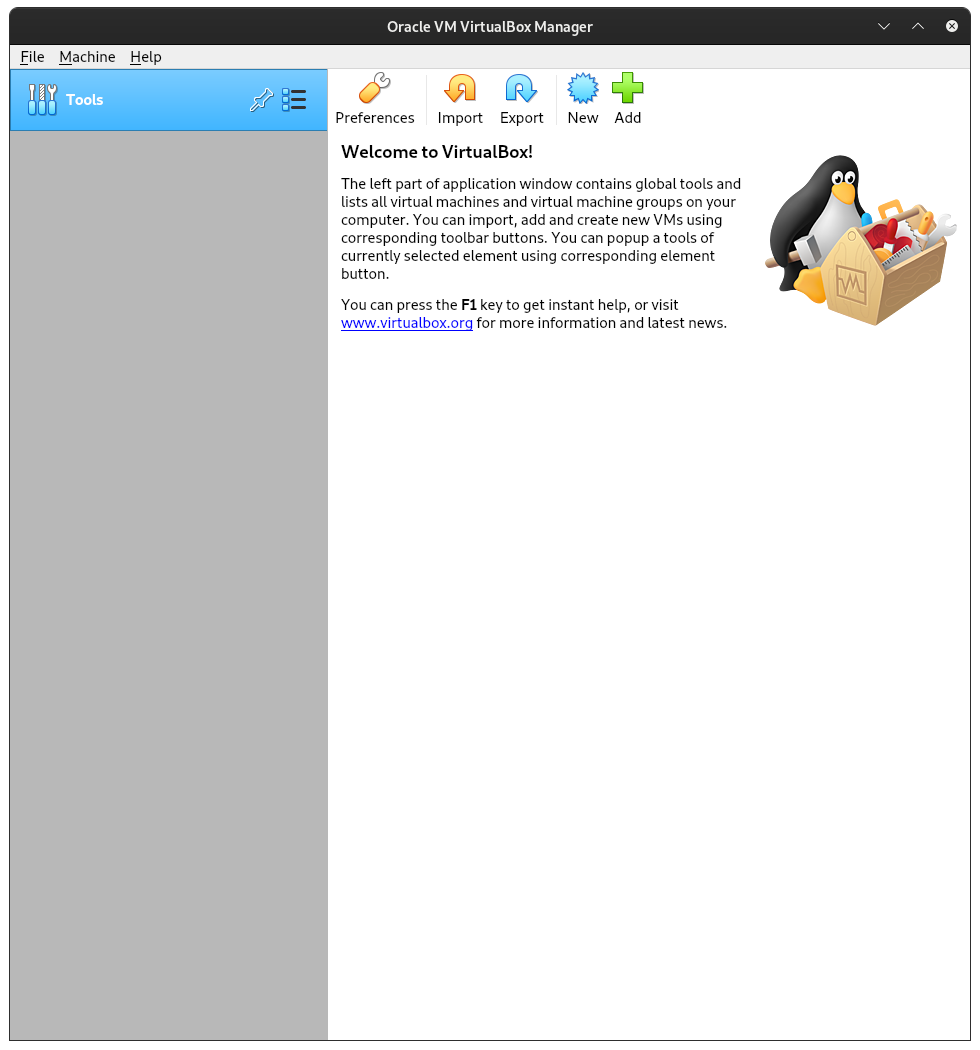 Oracle VM VirtualBox Manager
File Machine Help
Tools
Preferences Import Export New Add
Welcome to VirtualBox!
The left part of application window contains global tools and
lists all virtual machines and virtual machine groups on your
computer. You can import, add and create new VMs using
corresponding toolbar buttons. You can popup a tools of
currently selected element using corresponding element
button.
You can press the F1 key to get instant help, or visit
www.virtualbox.org for more information and latest news.